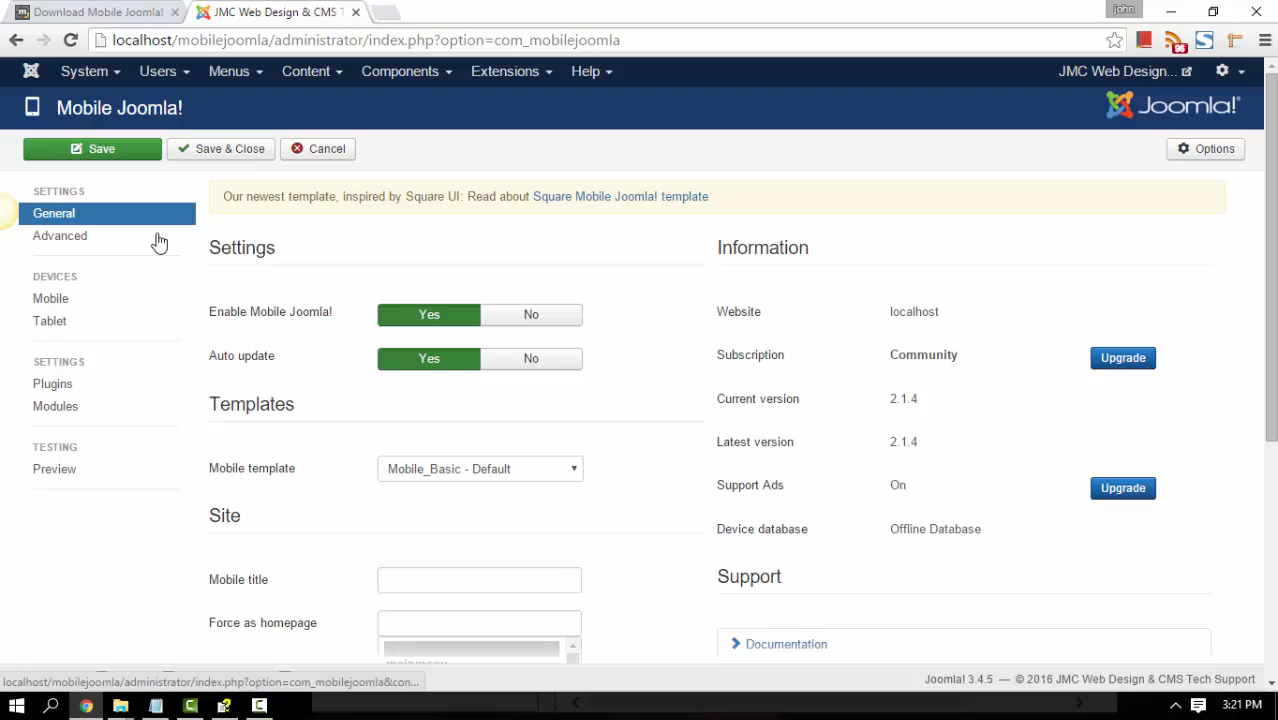 Download Mobile Joomla!
JMC Web Design & CMS T
john
localhost/mobilejoomla/administrator/index.php?option=com_mobilejoomla
96
System Users Menus Content Components Extensions Help JMC Web Design...
Mobile Joomla!
Joomla!®
Save Save & Close Cancel Options
SETTINGS
General
Advanced
DEVICES
Mobile
Tablet
SETTINGS
Plugins
Modules
TESTING
Preview
Our newest template, inspired by Square UI: Read about Square Mobile Joomla! template
Settings
Enable Mobile Joomla! Yes No
Auto update Yes No
Templates
Mobile template Mobile_Basic - Default
Site
Mobile title
Force as homepage
mainmenu
Information
Website localhost
Subscription Community Upgrade
Current version 2.1.4
Latest version 2.1.4
Support Ads On Upgrade
Device database Offline Database
Support
Documentation
localhost/mobilejoomla/administrator/index.php?option=com_mobilejoomla&con...
Joomla! 3.4.5 — © 2016 JMC Web Design & CMS Tech Support
3:21 PM